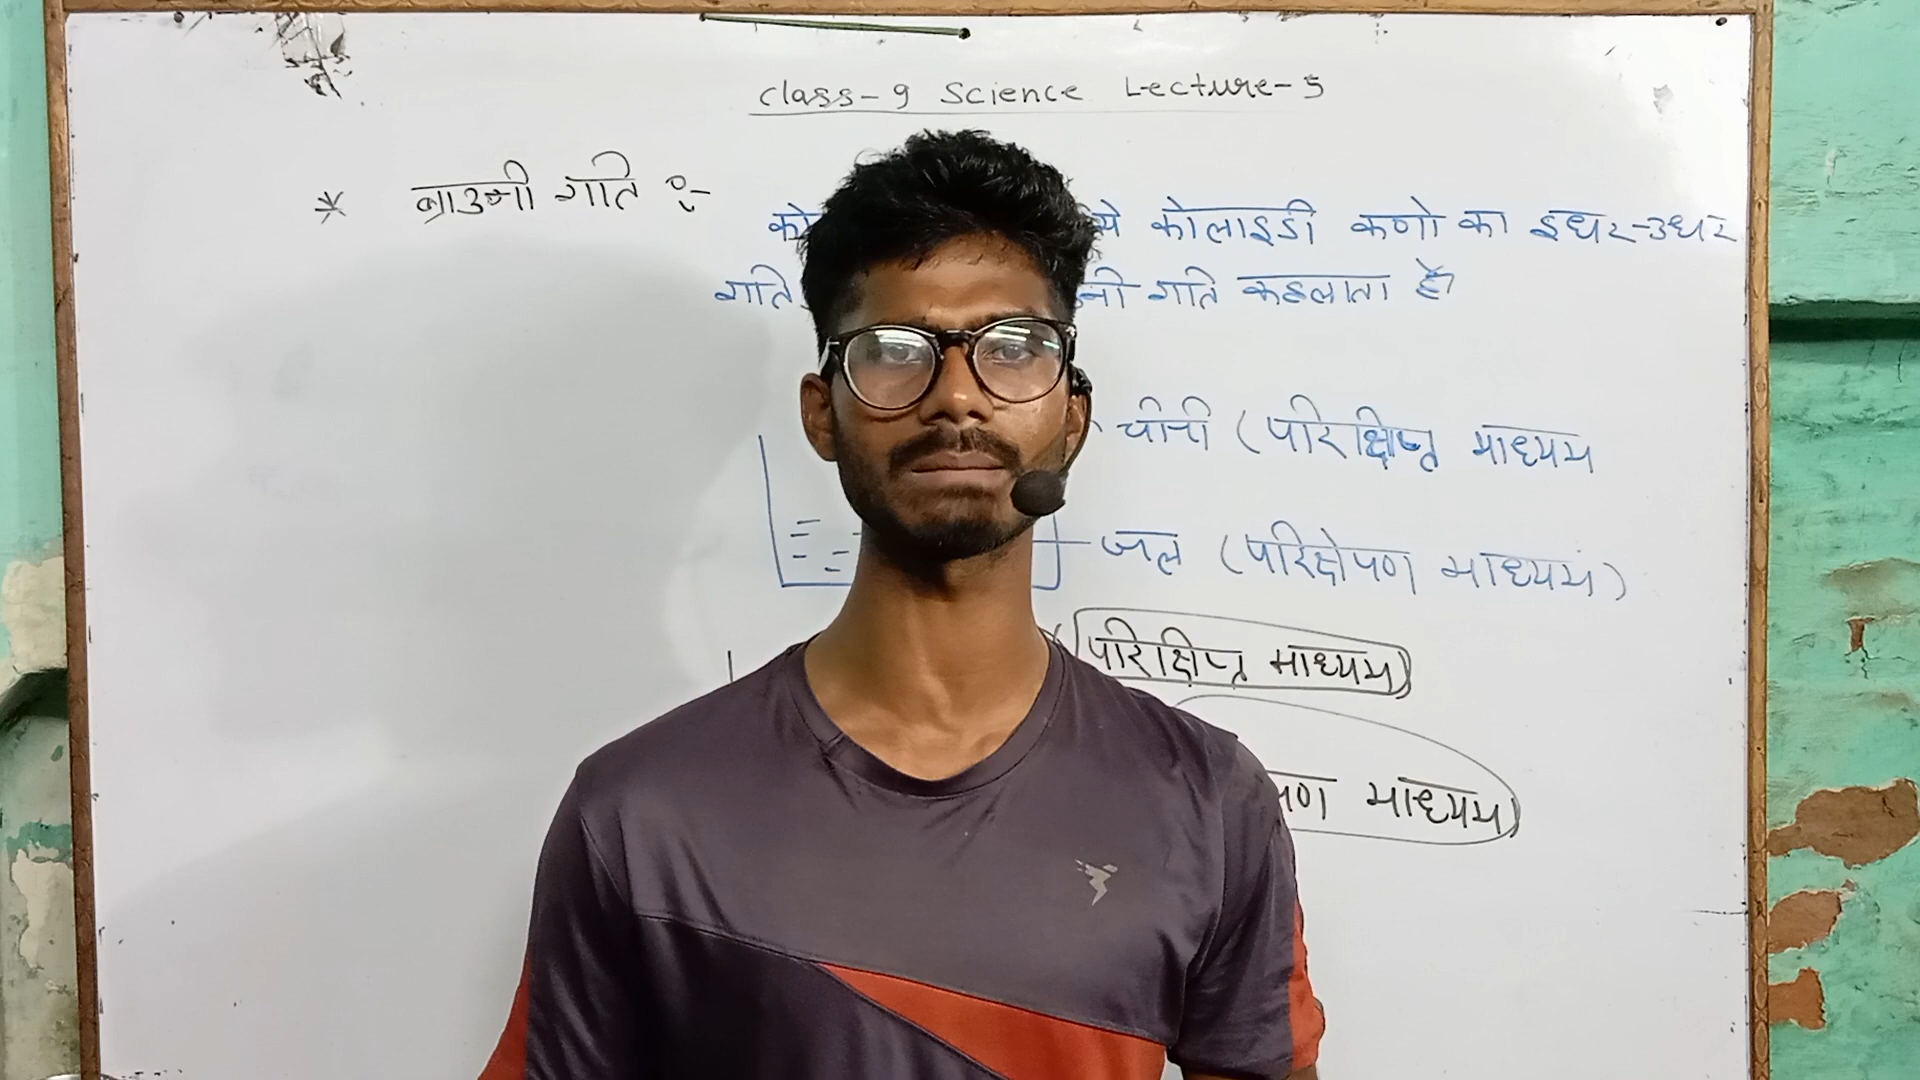 Class-9 Science Lecture-5
* ब्राउनी गति :-
कोलाइडी कणो का इधर-उधर
गति गति कहलाता है
चीनी (परिक्षिप्त माध्यम
जल (परिक्षेपण माध्यम)
(परिक्षिप्त माध्यम)
माध्यम)